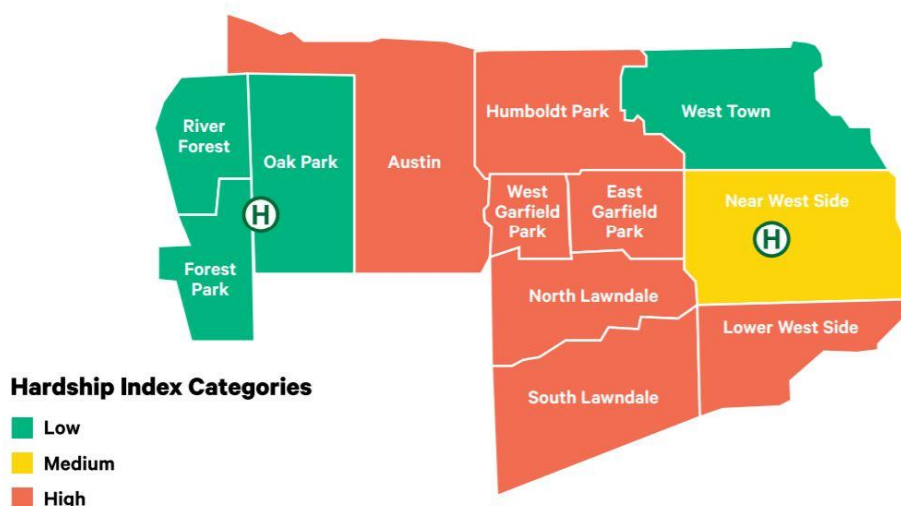 River
Forest
Oak Park
Austin
Humboldt Park
West Town
West
Garfield
Park
East
Garfield
Park
Near West Side
H
H
Forest
Park
North Lawndale
Lower West Side
South Lawndale
Hardship Index Categories
Low
Medium
High